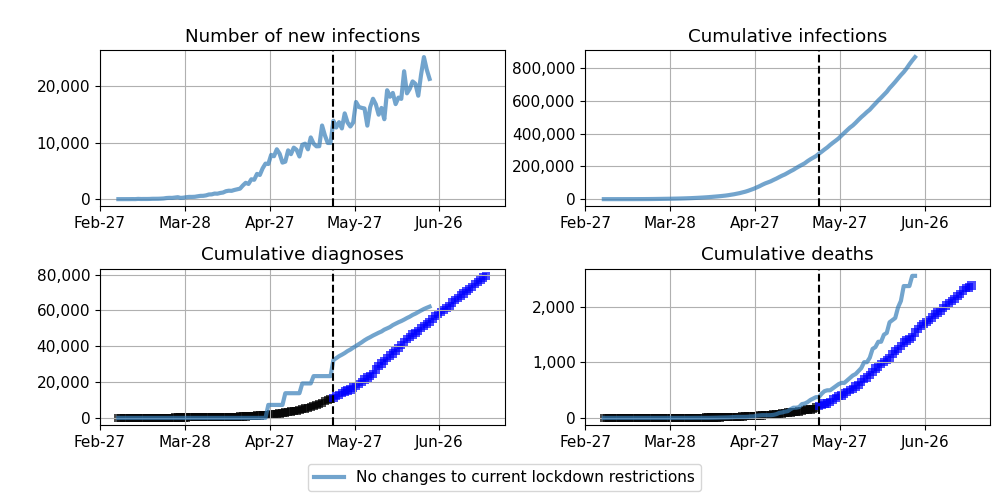 Number of new infections
20,000
10,000
0
Feb-27 Mar-28 Apr-27 May-27 Jun-26
Cumulative infections
800,000
600,000
400,000
200,000
0
Feb-27 Mar-28 Apr-27 May-27 Jun-26
Cumulative diagnoses
80,000
60,000
40,000
20,000
0
Feb-27 Mar-28 Apr-27 May-27 Jun-26
Cumulative deaths
2,000
1,000
0
Feb-27 Mar-28 Apr-27 May-27 Jun-26
No changes to current lockdown restrictions